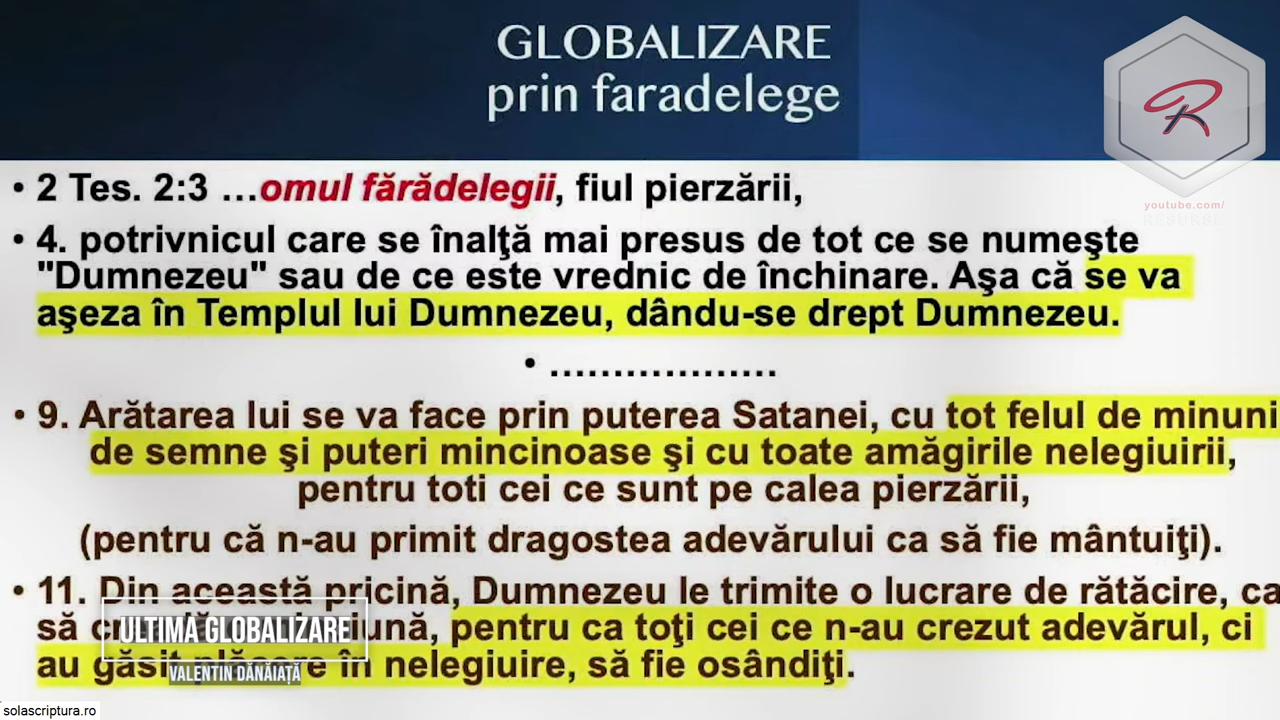 GLOBALIZARE
prin faradelege
R
youtube.com/
RESURSE
• 2 Tes. 2:3 ...omul fărădelegii, fiul pierzării,
• 4. potrivnicul care se înalţă mai presus de tot ce se numeşte
"Dumnezeu" sau de ce este vrednic de închinare. Aşa că se va
aşeza în Templul lui Dumnezeu, dându-se drept Dumnezeu.
• ..................
• 9. Arătarea lui se va face prin puterea Satanei, cu tot felul de minuni
de semne şi puteri mincinoase şi cu toate amăgirile nelegiuirii,
pentru toti cei ce sunt pe calea pierzării,
(pentru că n-au primit dragostea adevărului ca să fie mântuiţi).
• 11. Din această pricină, Dumnezeu le trimite o lucrare de rătăcire, ca
să pentru ca toţi cei ce n-au crezut adevărul, ci
au găsit plăcere în nelegiuire, să fie osândiţi.
ULTIMA GLOBALIZARE
VALENTIN DĂNĂIAȚĂ
solascriptura.ro